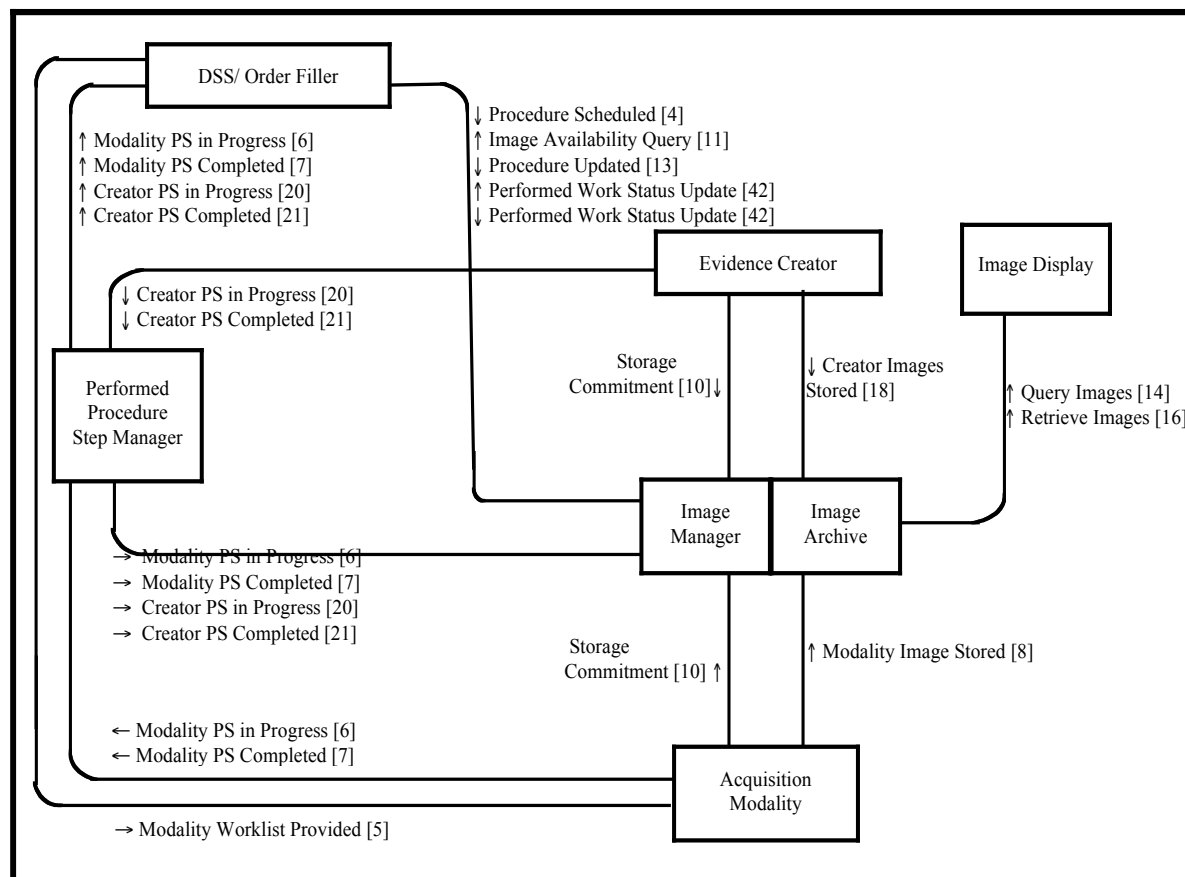 DSS/ Order Filler
↓ Procedure Scheduled [4]
↑ Image Availability Query [11]
↓ Procedure Updated [13]
↑ Performed Work Status Update [42]
↓ Performed Work Status Update [42]
↑ Modality PS in Progress [6]
↑ Modality PS Completed [7]
↑ Creator PS in Progress [20]
↑ Creator PS Completed [21]
Evidence Creator
Image Display
↓ Creator PS in Progress [20]
↓ Creator PS Completed [21]
Storage
Commitment [10]↓
↓ Creator Images
Stored [18]
↑ Query Images [14]
↑ Retrieve Images [16]
Performed
Procedure
Step Manager
Image
Manager
Image
Archive
→ Modality PS in Progress [6]
→ Modality PS Completed [7]
→ Creator PS in Progress [20]
→ Creator PS Completed [21]
Storage
Commitment [10] ↑
↑ Modality Image Stored [8]
← Modality PS in Progress [6]
← Modality PS Completed [7]
Acquisition
Modality
→ Modality Worklist Provided [5]